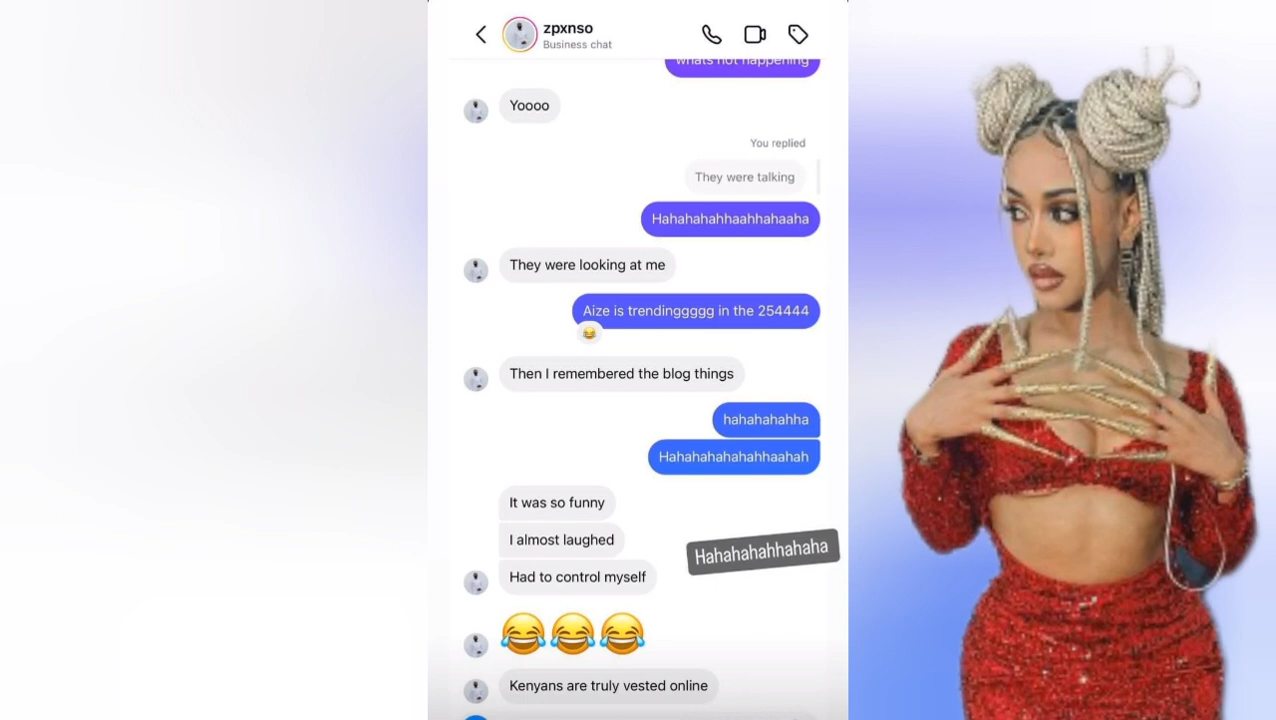 zpxnso
Business chat
whats not happening
Yoooo
You replied
They were talking
Hahahahahhaahhahaaha
They were looking at me
Aize is trendinggggg in the 254444
😂
Then I remembered the blog things
hahahahahha
Hahahahahahahhaahah
It was so funny
I almost laughed
Hahahahahhahaha
Had to control myself
😂😂😂
Kenyans are truly vested online